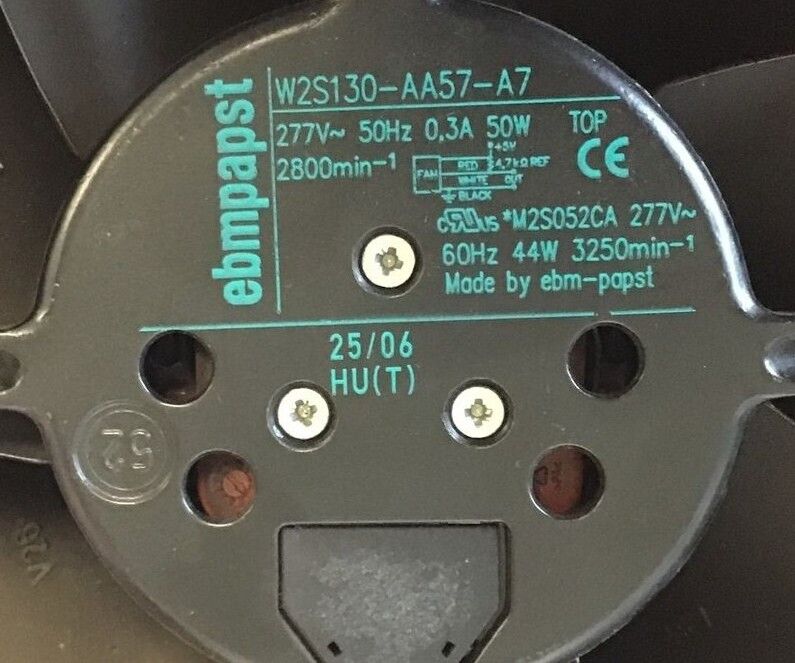 ebmpapst
W2S130-AA57-A7
277V~ 50Hz 0,3A 50W
TOP
2800min-1
CE
+5V
RED 4,7kΩ REF
FAN
WHITE OUT
BLACK
cRUus *M2S052CA 277V~
60Hz 44W 3250min-1
Made by ebm-papst
25/06
HU(T)
52